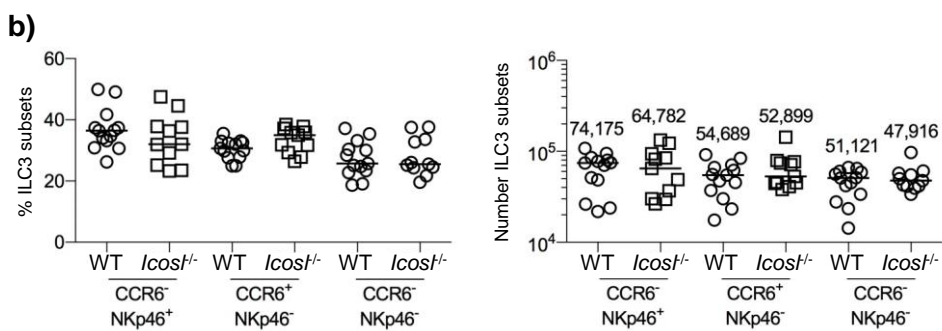 b)
% ILC3 subsets
60
40
20
0
WT Icosl-/- WT Icosl-/- WT Icosl-/-
CCR6- CCR6+ CCR6-
NKp46+ NKp46- NKp46-
Number ILC3 subsets
10^6
10^5
10^4
74,175 64,782 54,689 52,899 51,121 47,916
WT Icosl-/- WT Icosl-/- WT Icosl-/-
CCR6- CCR6+ CCR6-
NKp46+ NKp46- NKp46-